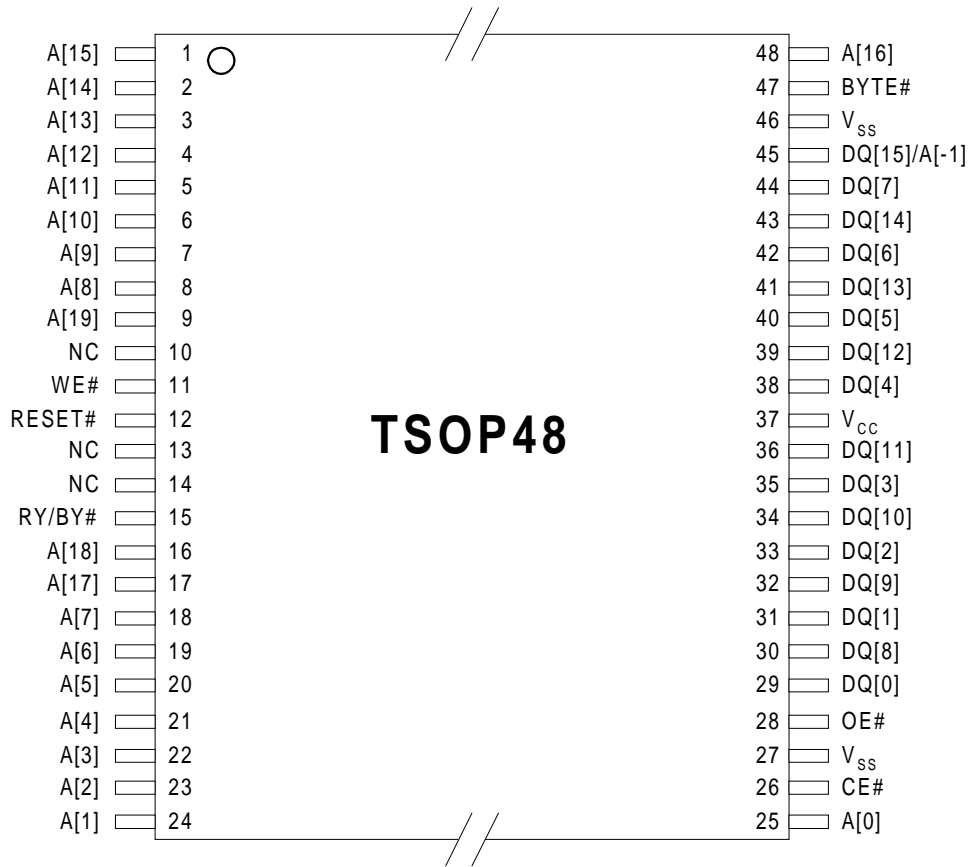 A[15] 1 48 A[16]
A[14] 2 47 BYTE#
A[13] 3 46 VSS
A[12] 4 45 DQ[15]/A[-1]
A[11] 5 44 DQ[7]
A[10] 6 43 DQ[14]
A[9] 7 42 DQ[6]
A[8] 8 41 DQ[13]
A[19] 9 40 DQ[5]
NC 10 39 DQ[12]
WE# 11 38 DQ[4]
RESET# 12 37 VCC
TSOP48
NC 13 36 DQ[11]
NC 14 35 DQ[3]
RY/BY# 15 34 DQ[10]
A[18] 16 33 DQ[2]
A[17] 17 32 DQ[9]
A[7] 18 31 DQ[1]
A[6] 19 30 DQ[8]
A[5] 20 29 DQ[0]
A[4] 21 28 OE#
A[3] 22 27 VSS
A[2] 23 26 CE#
A[1] 24 25 A[0]